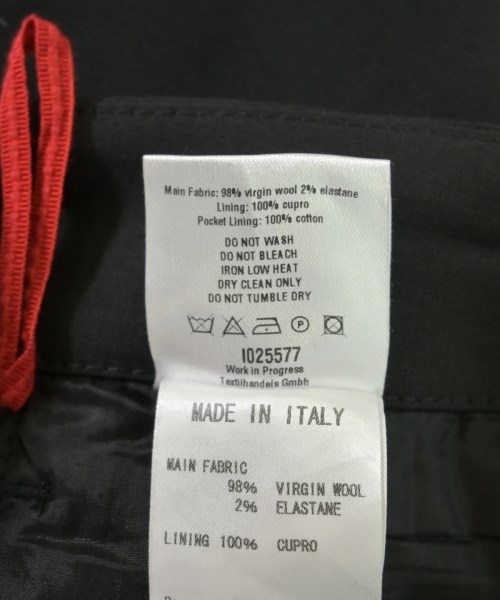 Main Fabric: 98% virgin wool 2% elastane
Lining: 100% cupro
Pocket Lining: 100% cotton
DO NOT WASH
DO NOT BLEACH
IRON LOW HEAT
DRY CLEAN ONLY
DO NOT TUMBLE DRY
P
I025577
Work in Progress
Textilhandels Gmbh
MADE IN ITALY
MAIN FABRIC
98% VIRGIN WOOL
2% ELASTANE
LINING 100% CUPRO